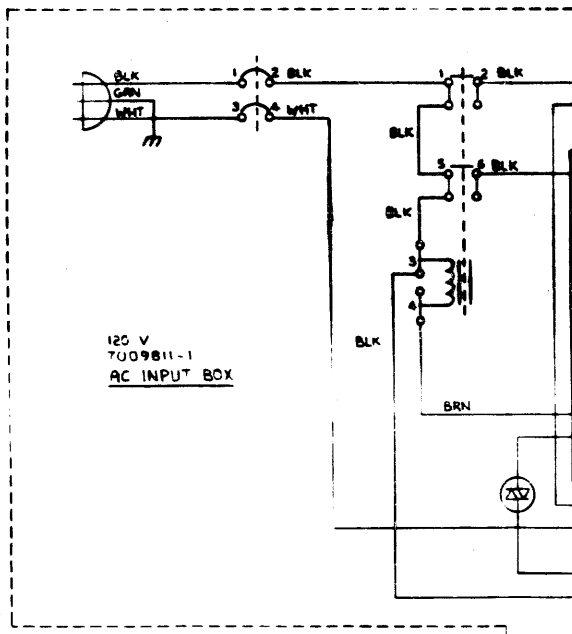 BLK
GRN
WHT
1 2 BLK
3 4 WHT
1 2 BLK
BLK
5 6 BLK
BLK
3
4
BLK
BRN
120 V
7009811-1
AC INPUT BOX